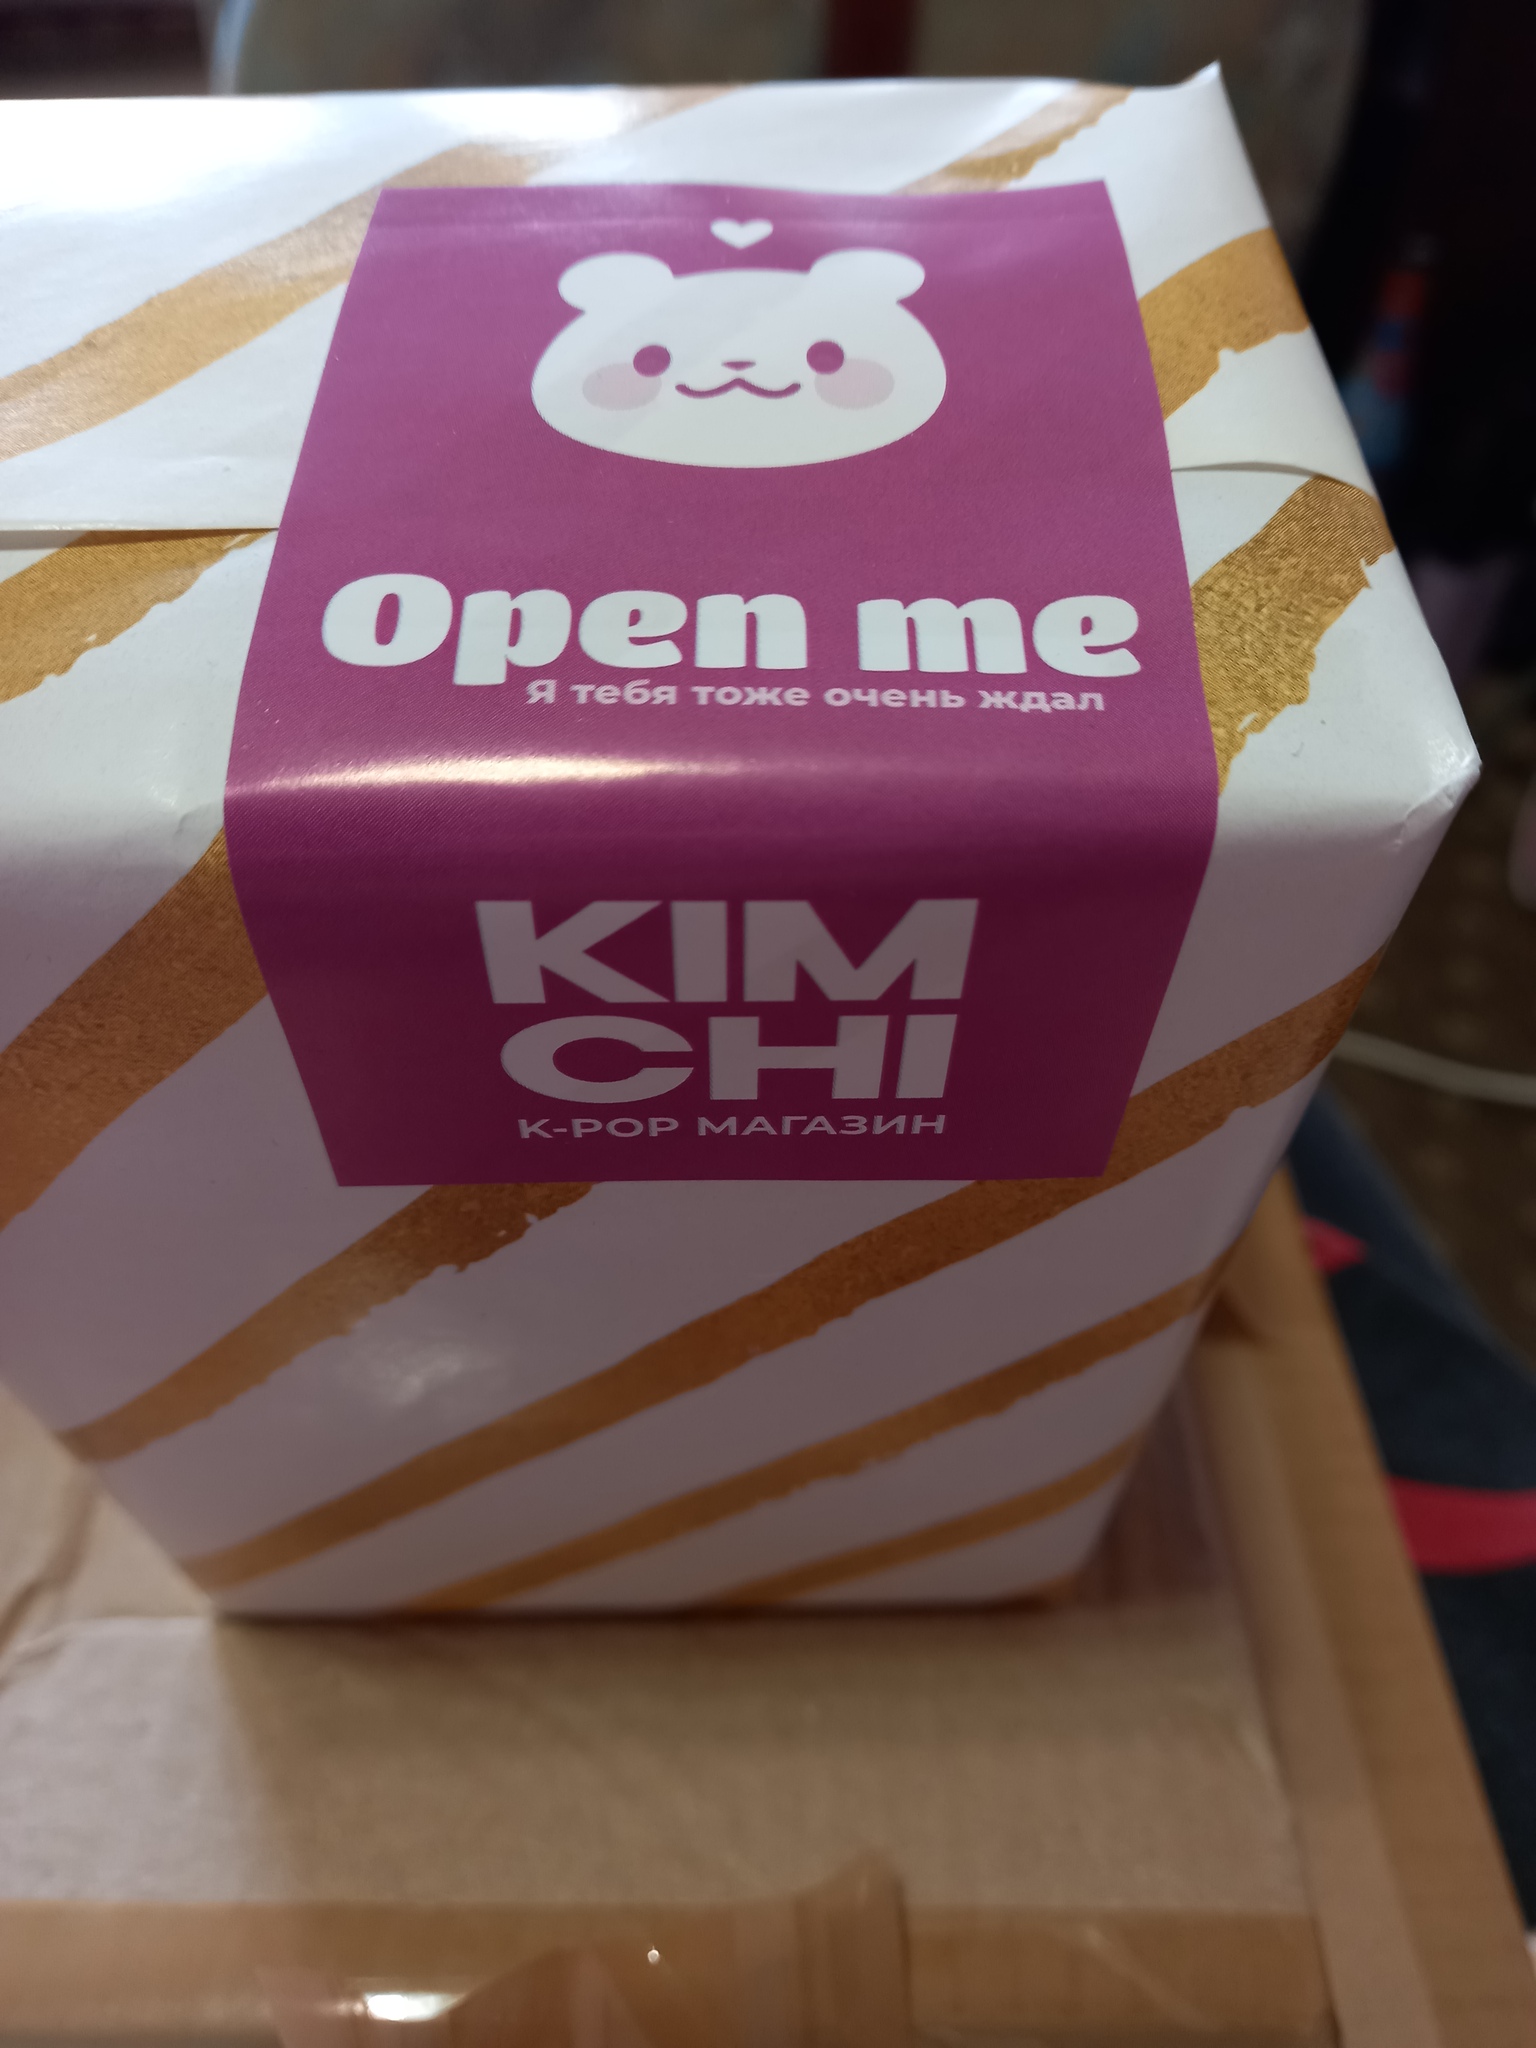 Open me
Я тебя тоже очень ждал
KIM
CHI
K-POP МАГАЗИН